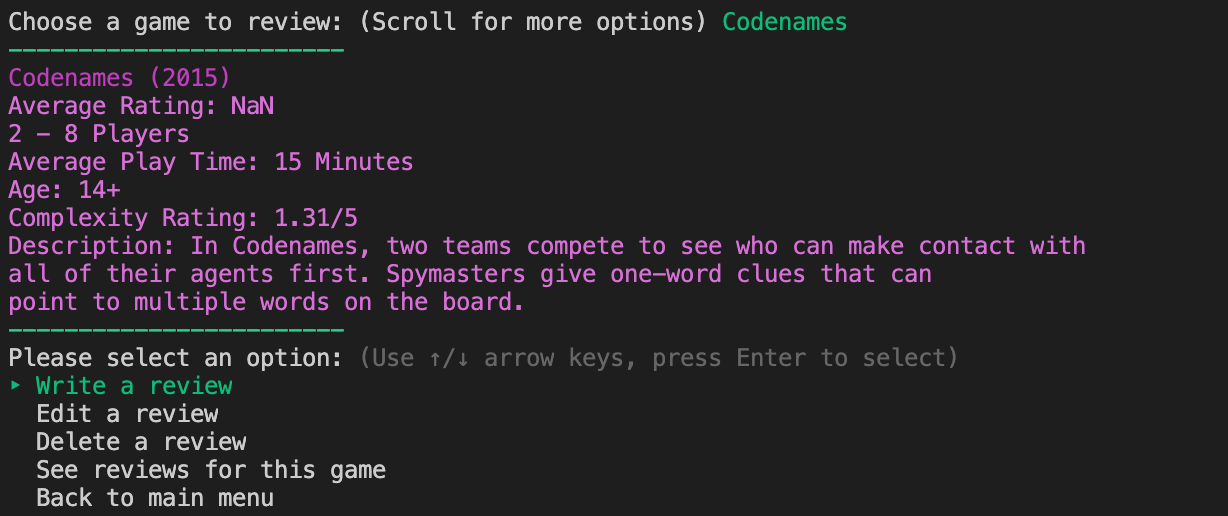 Choose a game to review: (Scroll for more options) Codenames
------------------------
Codenames (2015)
Average Rating: NaN
2 - 8 Players
Average Play Time: 15 Minutes
Age: 14+
Complexity Rating: 1.31/5
Description: In Codenames, two teams compete to see who can make contact with
all of their agents first. Spymasters give one-word clues that can
point to multiple words on the board.
------------------------
Please select an option: (Use ↑/↓ arrow keys, press Enter to select)
‣ Write a review
Edit a review
Delete a review
See reviews for this game
Back to main menu